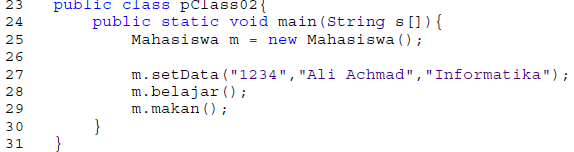 23 public class pClass02{
24     public static void main(String s[]){
25         Mahasiswa m = new Mahasiswa();
26
27         m.setData("1234","Ali Achmad","Informatika");
28         m.belajar();
29         m.makan();
30     }
31 }